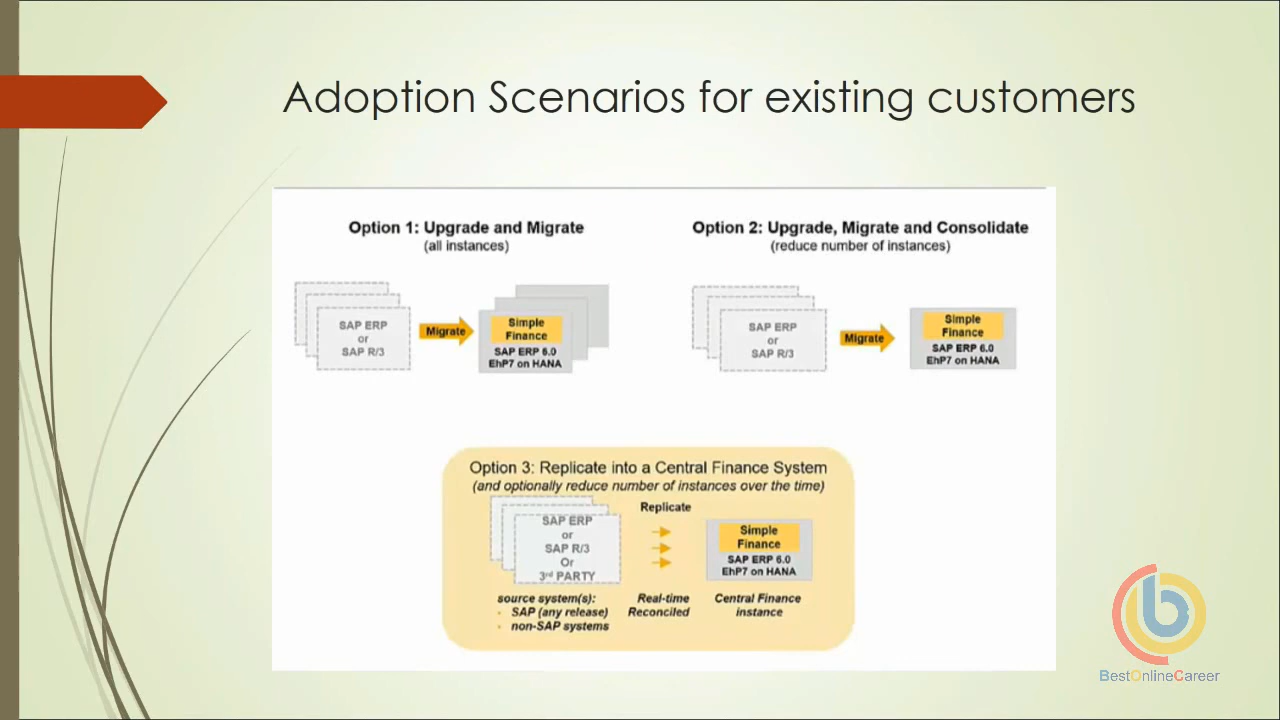 Adoption Scenarios for existing customers
Option 1: Upgrade and Migrate
(all instances)
SAP ERP
or
SAP R/3
Migrate
Simple
Finance
SAP ERP 6.0
EhP7 on HANA
Option 2: Upgrade, Migrate and Consolidate
(reduce number of instances)
SAP ERP
or
SAP R/3
Migrate
Simple
Finance
SAP ERP 6.0
EhP7 on HANA
Option 3: Replicate into a Central Finance System
(and optionally reduce number of instances over the time)
SAP ERP
or
SAP R/3
Or
3rd PARTY
Replicate
Simple
Finance
SAP ERP 6.0
EhP7 on HANA
source system(s):
• SAP (any release)
• non-SAP systems
Real-time
Reconciled
Central Finance
instance
b
BestOnlineCareer